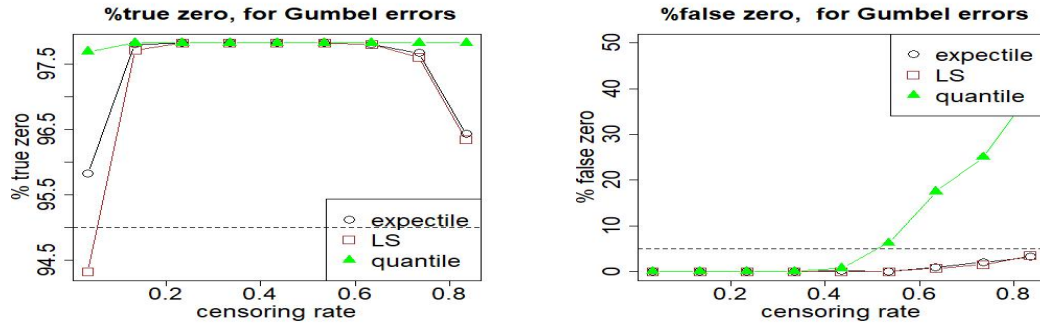 %true zero, for Gumbel errors
% true zero
97.5
96.5
95.5
94.5
expectile
LS
quantile
0.2 0.4 0.6 0.8
censoring rate
%false zero, for Gumbel errors
% false zero
50
40
30
20
10
0
expectile
LS
quantile
0.2 0.4 0.6 0.8
censoring rate